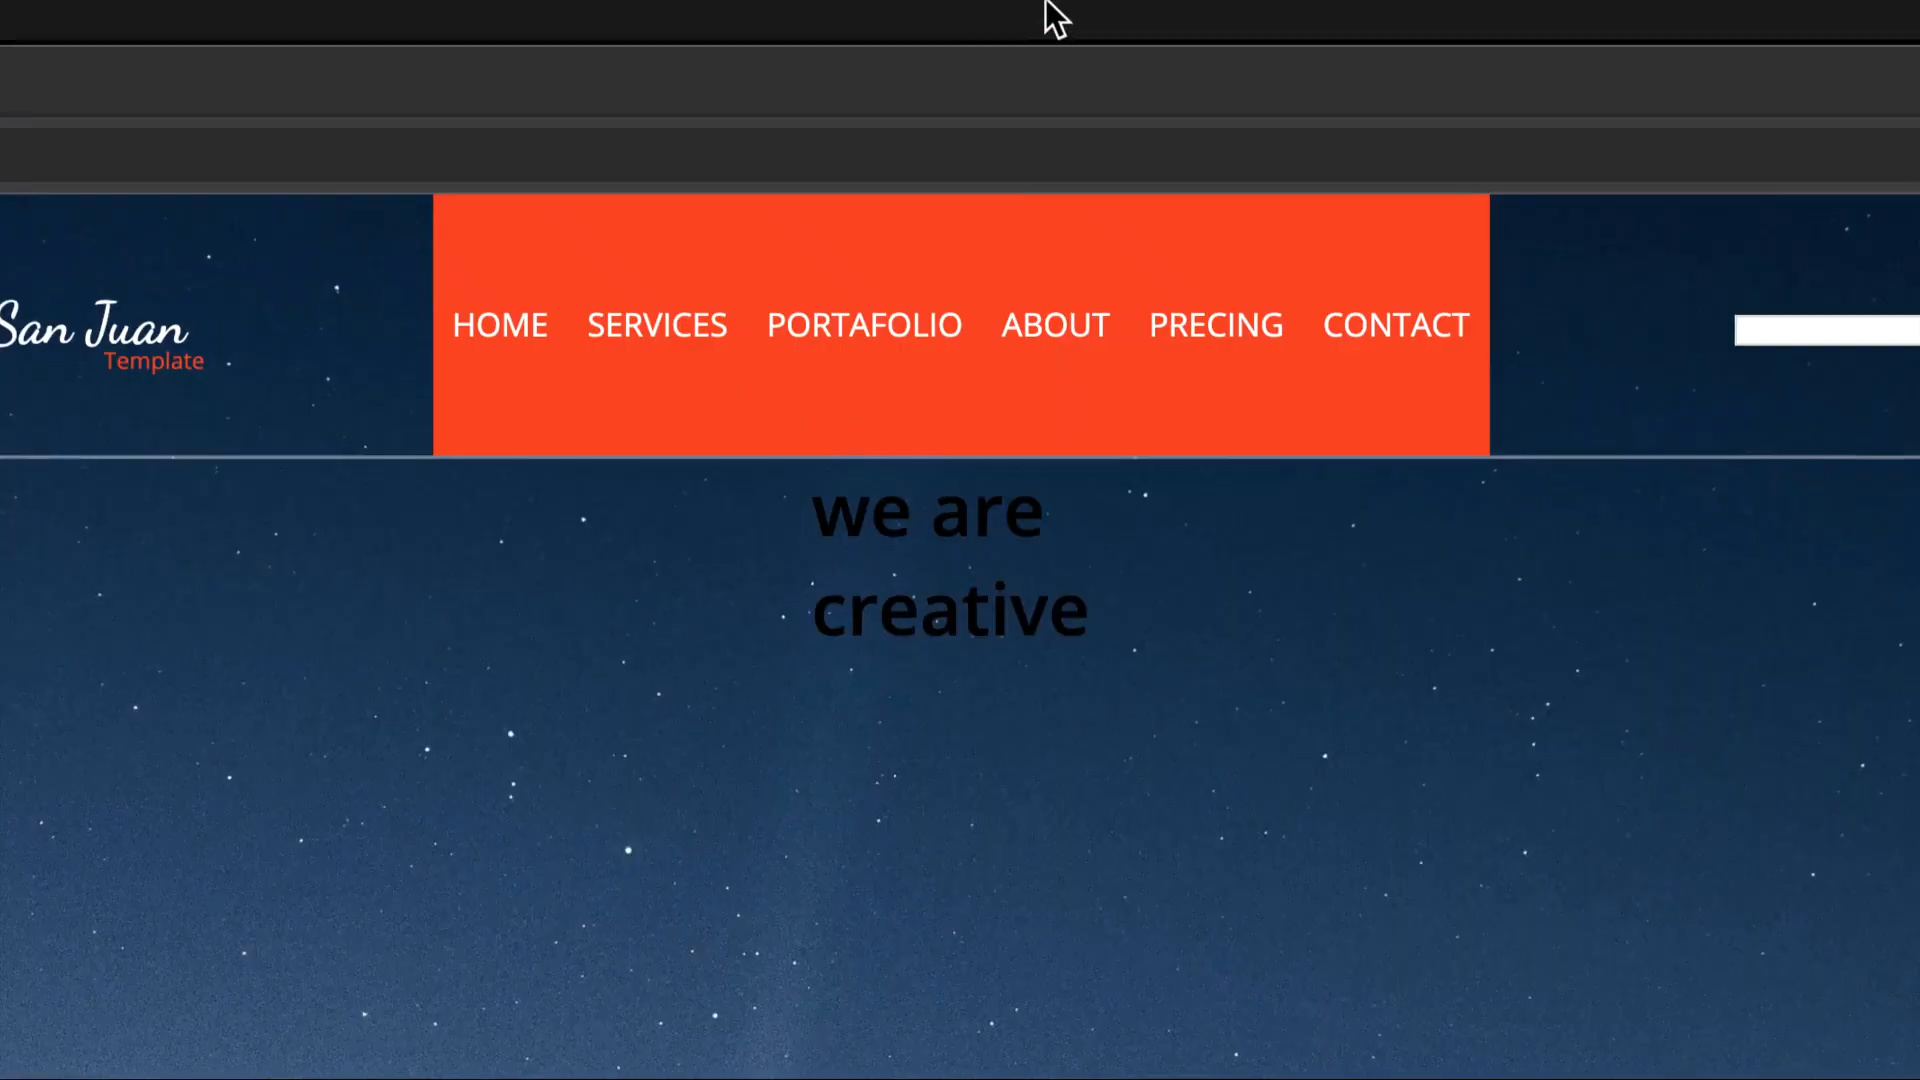 San Juan
Template
HOME SERVICES PORTAFOLIO ABOUT PRECING CONTACT
we are
creative